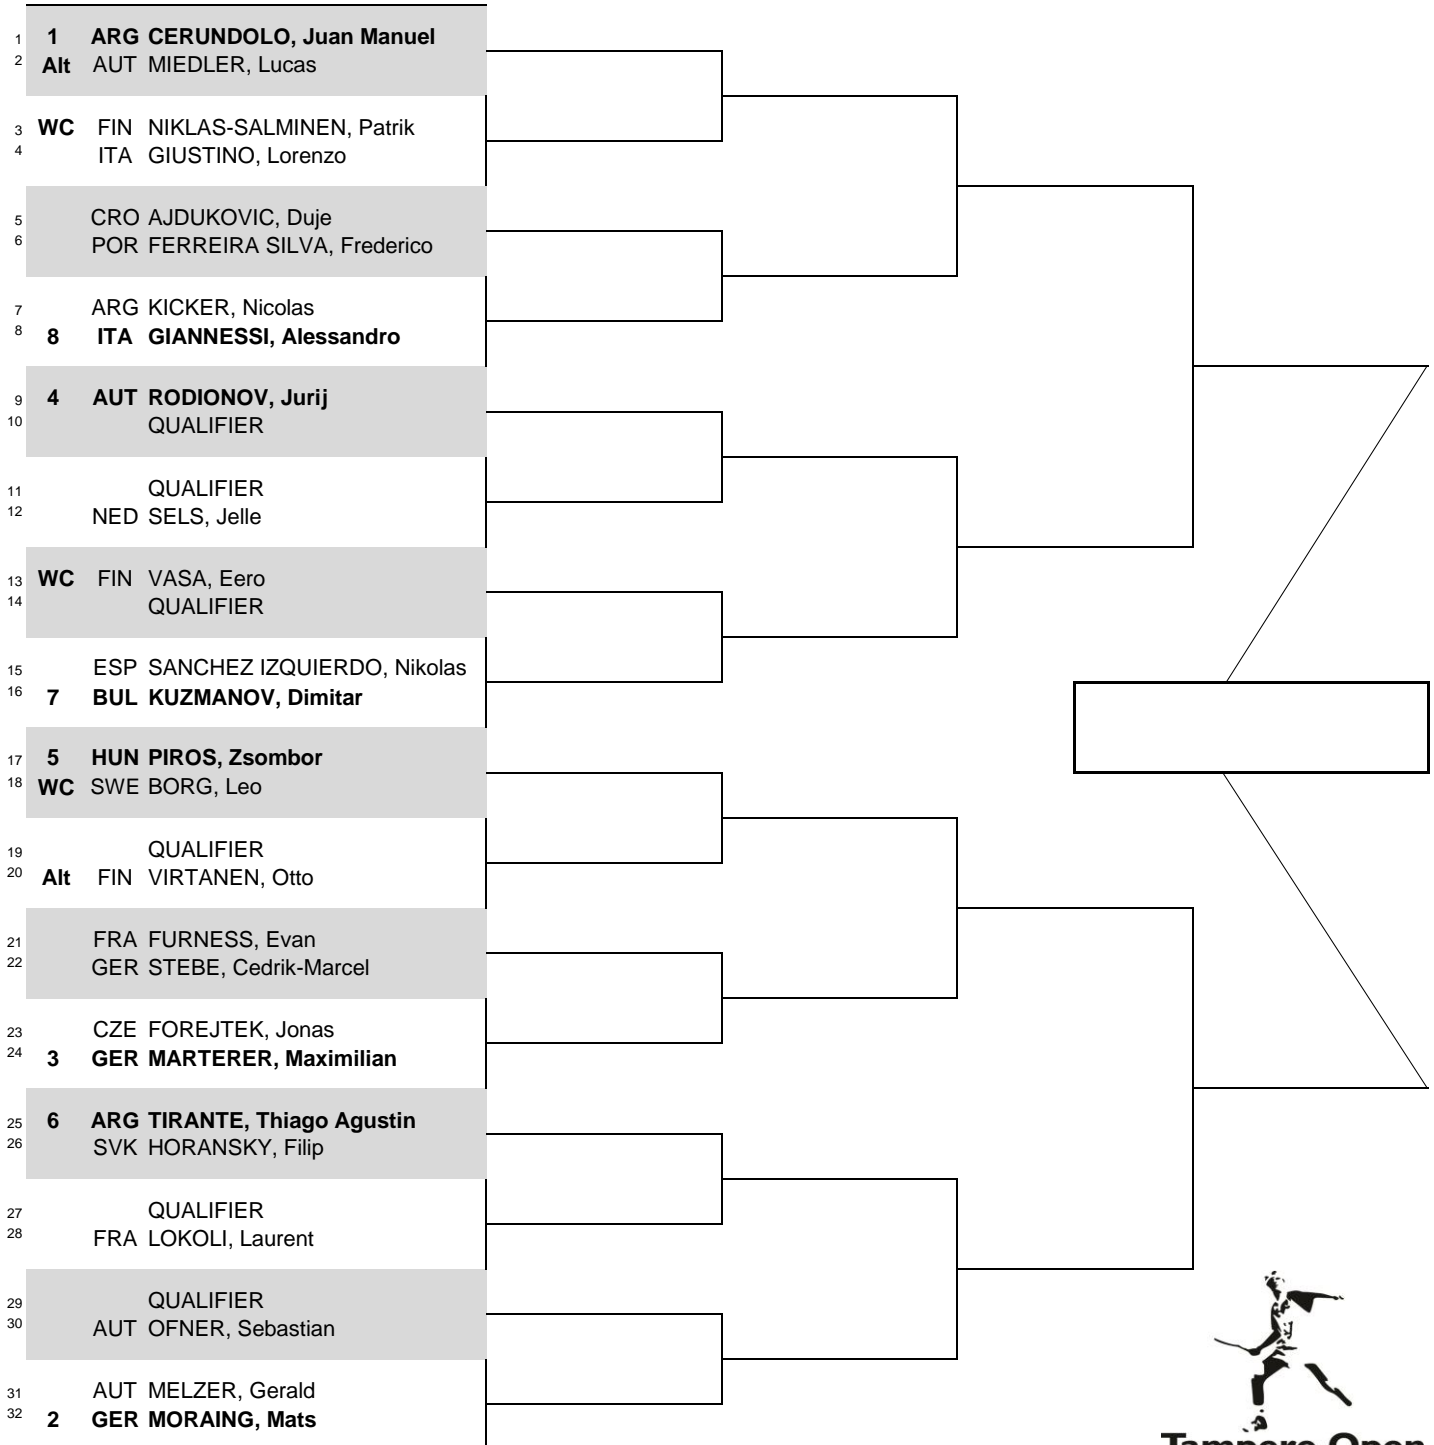 1 1 ARG CERUNDOLO, Juan Manuel
2 Alt AUT MIEDLER, Lucas
3 WC FIN NIKLAS-SALMINEN, Patrik
4 ITA GIUSTINO, Lorenzo
5 CRO AJDUKOVIC, Duje
6 POR FERREIRA SILVA, Frederico
7 ARG KICKER, Nicolas
8 8 ITA GIANNESSI, Alessandro
9 4 AUT RODIONOV, Jurij
10 QUALIFIER
11 QUALIFIER
12 NED SELS, Jelle
13 WC FIN VASA, Eero
14 QUALIFIER
15 ESP SANCHEZ IZQUIERDO, Nikolas
16 7 BUL KUZMANOV, Dimitar
17 5 HUN PIROS, Zsombor
18 WC SWE BORG, Leo
19 QUALIFIER
20 Alt FIN VIRTANEN, Otto
21 FRA FURNESS, Evan
22 GER STEBE, Cedrik-Marcel
23 CZE FOREJTEK, Jonas
24 3 GER MARTERER, Maximilian
25 6 ARG TIRANTE, Thiago Agustin
26 SVK HORANSKY, Filip
27 QUALIFIER
28 FRA LOKOLI, Laurent
29 QUALIFIER
30 AUT OFNER, Sebastian
31 AUT MELZER, Gerald
32 2 GER MORAING, Mats
Tampere Open